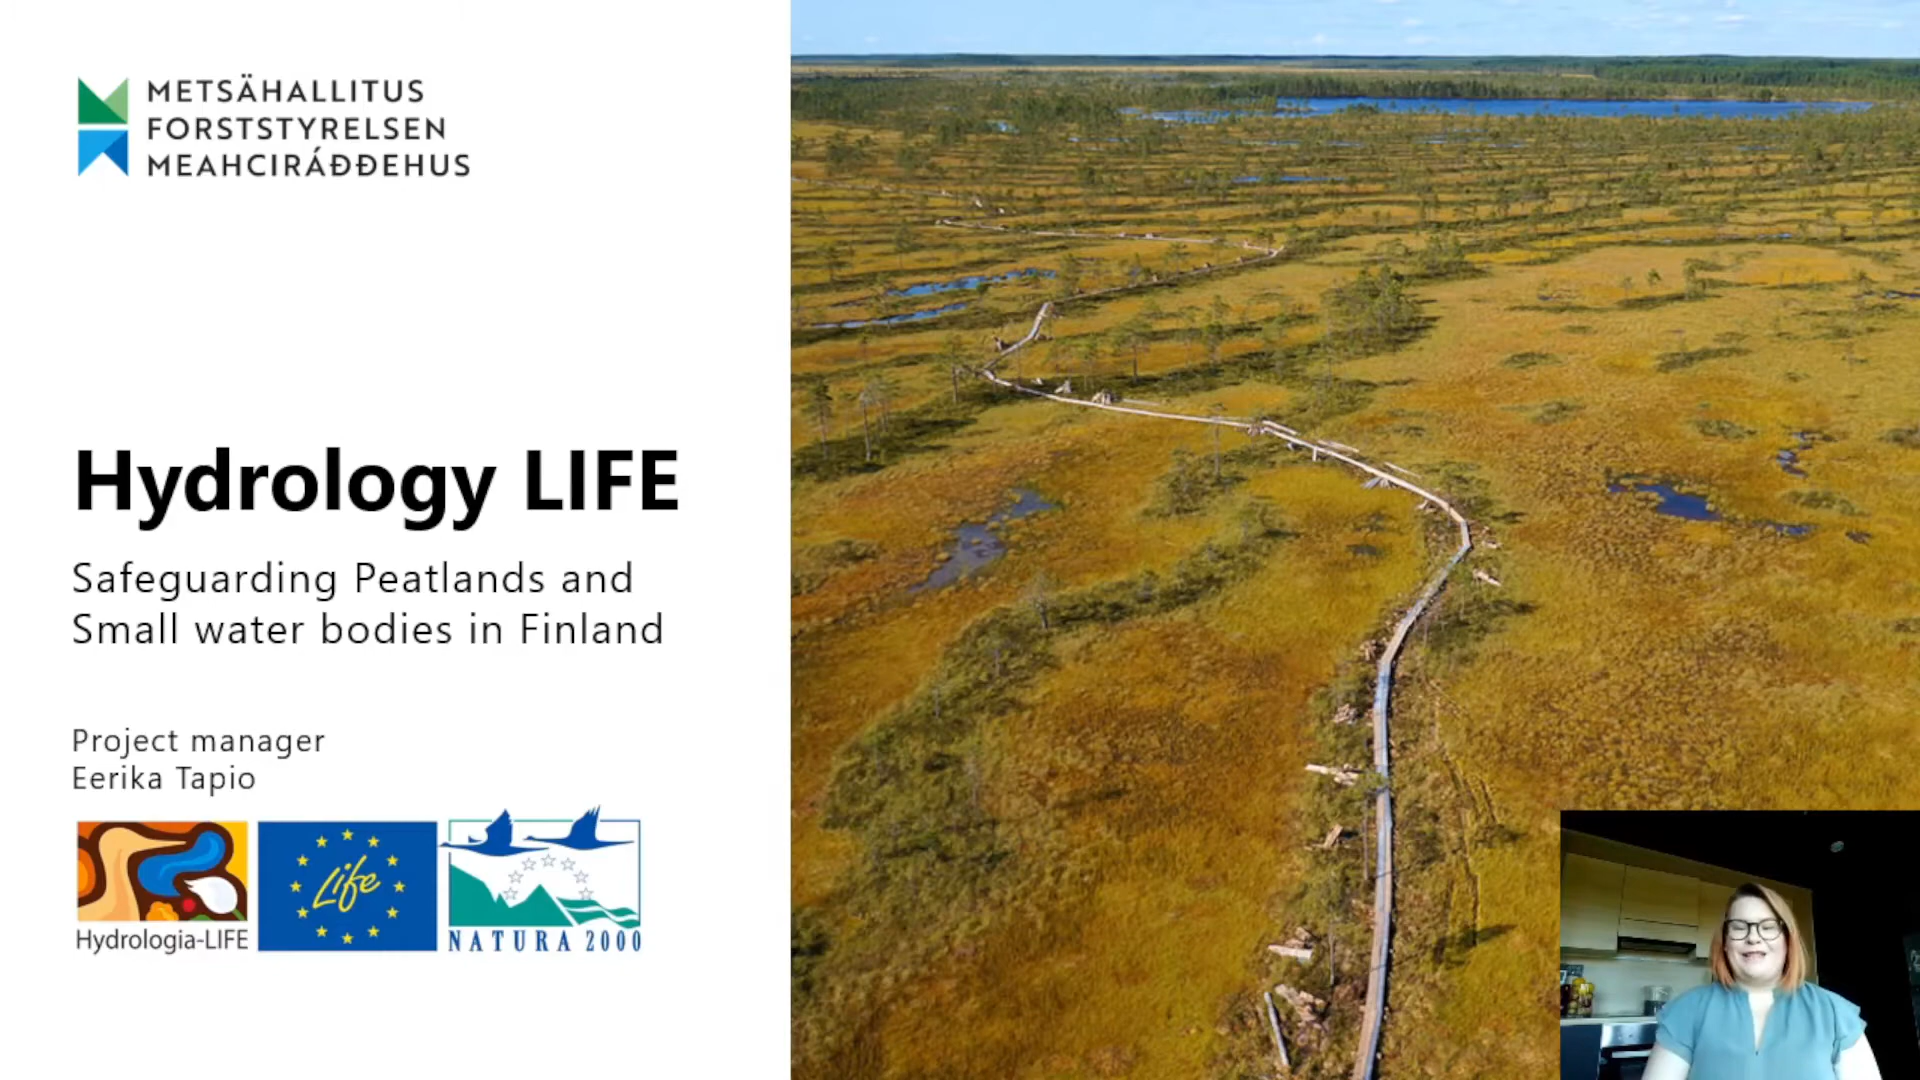 METSÄHALLITUS
FORSTSTYRELSEN
MEAHCIRÁĐĐEHUS
Hydrology LIFE
Safeguarding Peatlands and
Small water bodies in Finland
Project manager
Eerika Tapio
Life
Hydrologia-LIFE
NATURA 2000